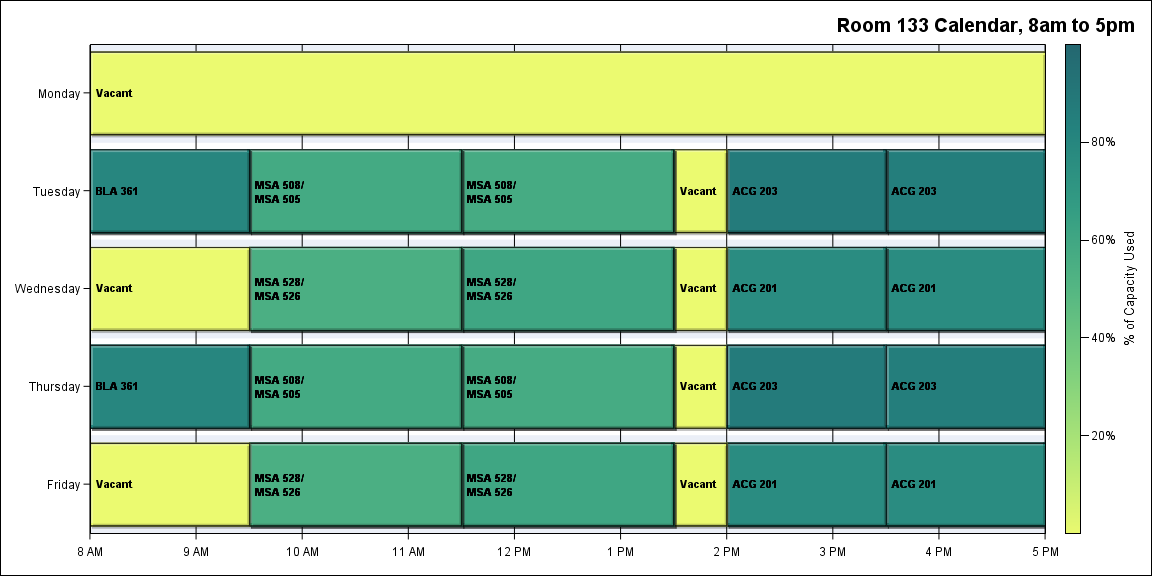 Room 133 Calendar, 8am to 5pm
Monday
Vacant
Tuesday
BLA 361
MSA 508/
MSA 505
MSA 508/
MSA 505
Vacant
ACG 203
ACG 203
Wednesday
Vacant
MSA 528/
MSA 526
MSA 528/
MSA 526
Vacant
ACG 201
ACG 201
Thursday
BLA 361
MSA 508/
MSA 505
MSA 508/
MSA 505
Vacant
ACG 203
ACG 203
Friday
Vacant
MSA 528/
MSA 526
MSA 528/
MSA 526
Vacant
ACG 201
ACG 201
8 AM
9 AM
10 AM
11 AM
12 PM
1 PM
2 PM
3 PM
4 PM
5 PM
80%
60%
40%
20%
% of Capacity Used